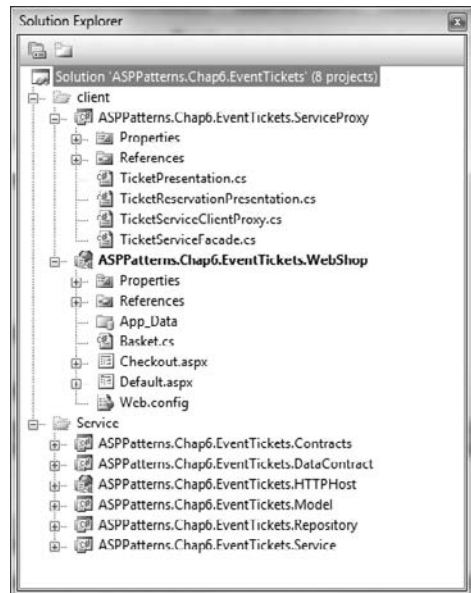 Solution Explorer
Solution 'ASPPatterns.Chap6.EventTickets' (8 projects)
client
ASPPatterns.Chap6.EventTickets.ServiceProxy
Properties
References
TicketPresentation.cs
TicketReservationPresentation.cs
TicketServiceClientProxy.cs
TicketServiceFacade.cs
ASPPatterns.Chap6.EventTickets.WebShop
Properties
References
App_Data
Basket.cs
Checkout.aspx
Default.aspx
Web.config
Service
ASPPatterns.Chap6.EventTickets.Contracts
ASPPatterns.Chap6.EventTickets.DataContract
ASPPatterns.Chap6.EventTickets.HTTPHost
ASPPatterns.Chap6.EventTickets.Model
ASPPatterns.Chap6.EventTickets.Repository
ASPPatterns.Chap6.EventTickets.Service